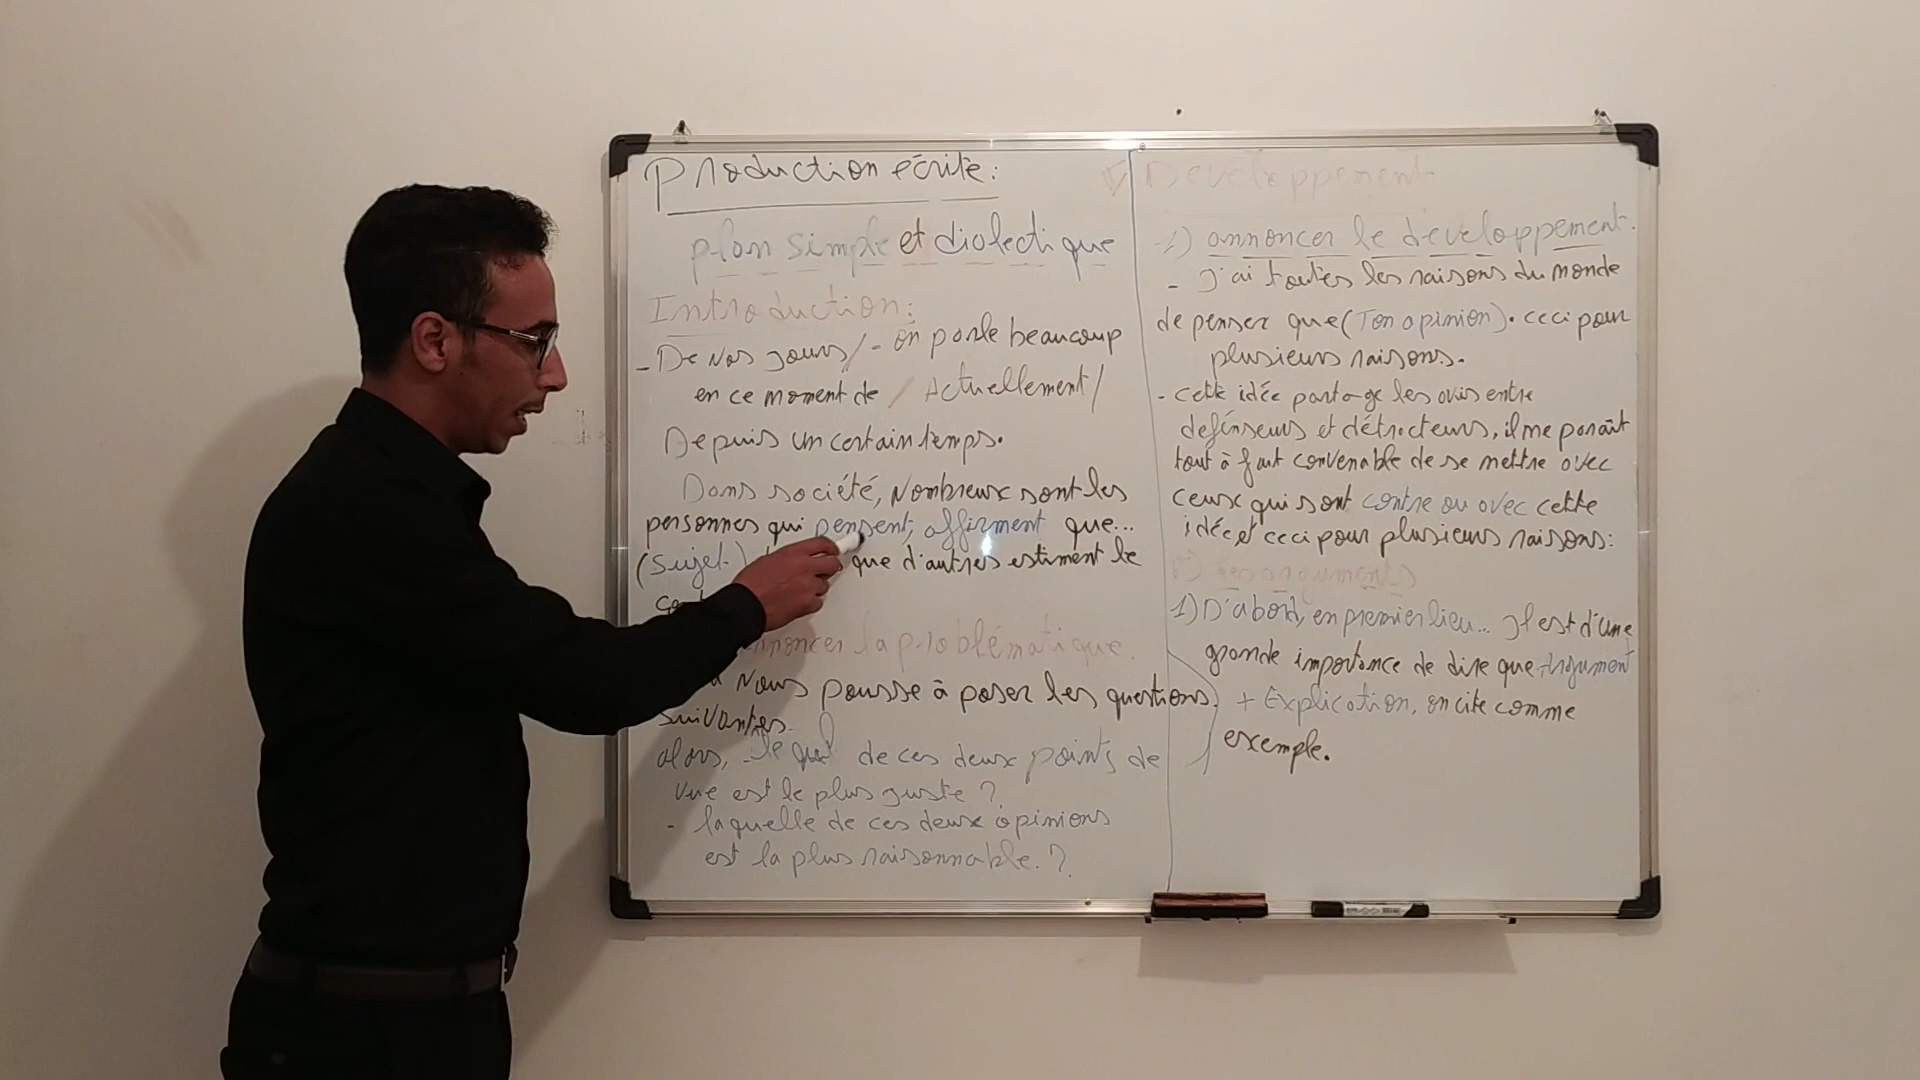 Production écrite:
plan simple et dialectique
Introduction:
- De Nos jours / - on parle beaucoup
en ce moment de / Actuellement /
Depuis un certain temps.
Dans société, Nombreux sont les
personnes qui pensent, affirment que...
(sujet) que d'autres estiment le
annoncer la problématique.
Nous pousse à poser les questions
suivantes.
alors, - le quel de ces deux points de
vue est le plus juste ?
- laquelle de ces deux opinions
est la plus raisonnable. ?
Développement
1) annoncer le développement.
- J'ai toutes les raisons du monde
de penser que (Ton opinion). ceci pour
plusieurs raisons.
- cette idée partage les avis entre
défenseurs et détracteurs, il me paraît
tout à fait convenable de se mettre avec
ceux qui sont contre ou avec cette
idée, et ceci pour plusieurs raisons:
2) Les arguments
1) D'abord, en premier lieu... Il est d'une
grande importance de dire que argument
+ Explication, on cite comme
exemple.